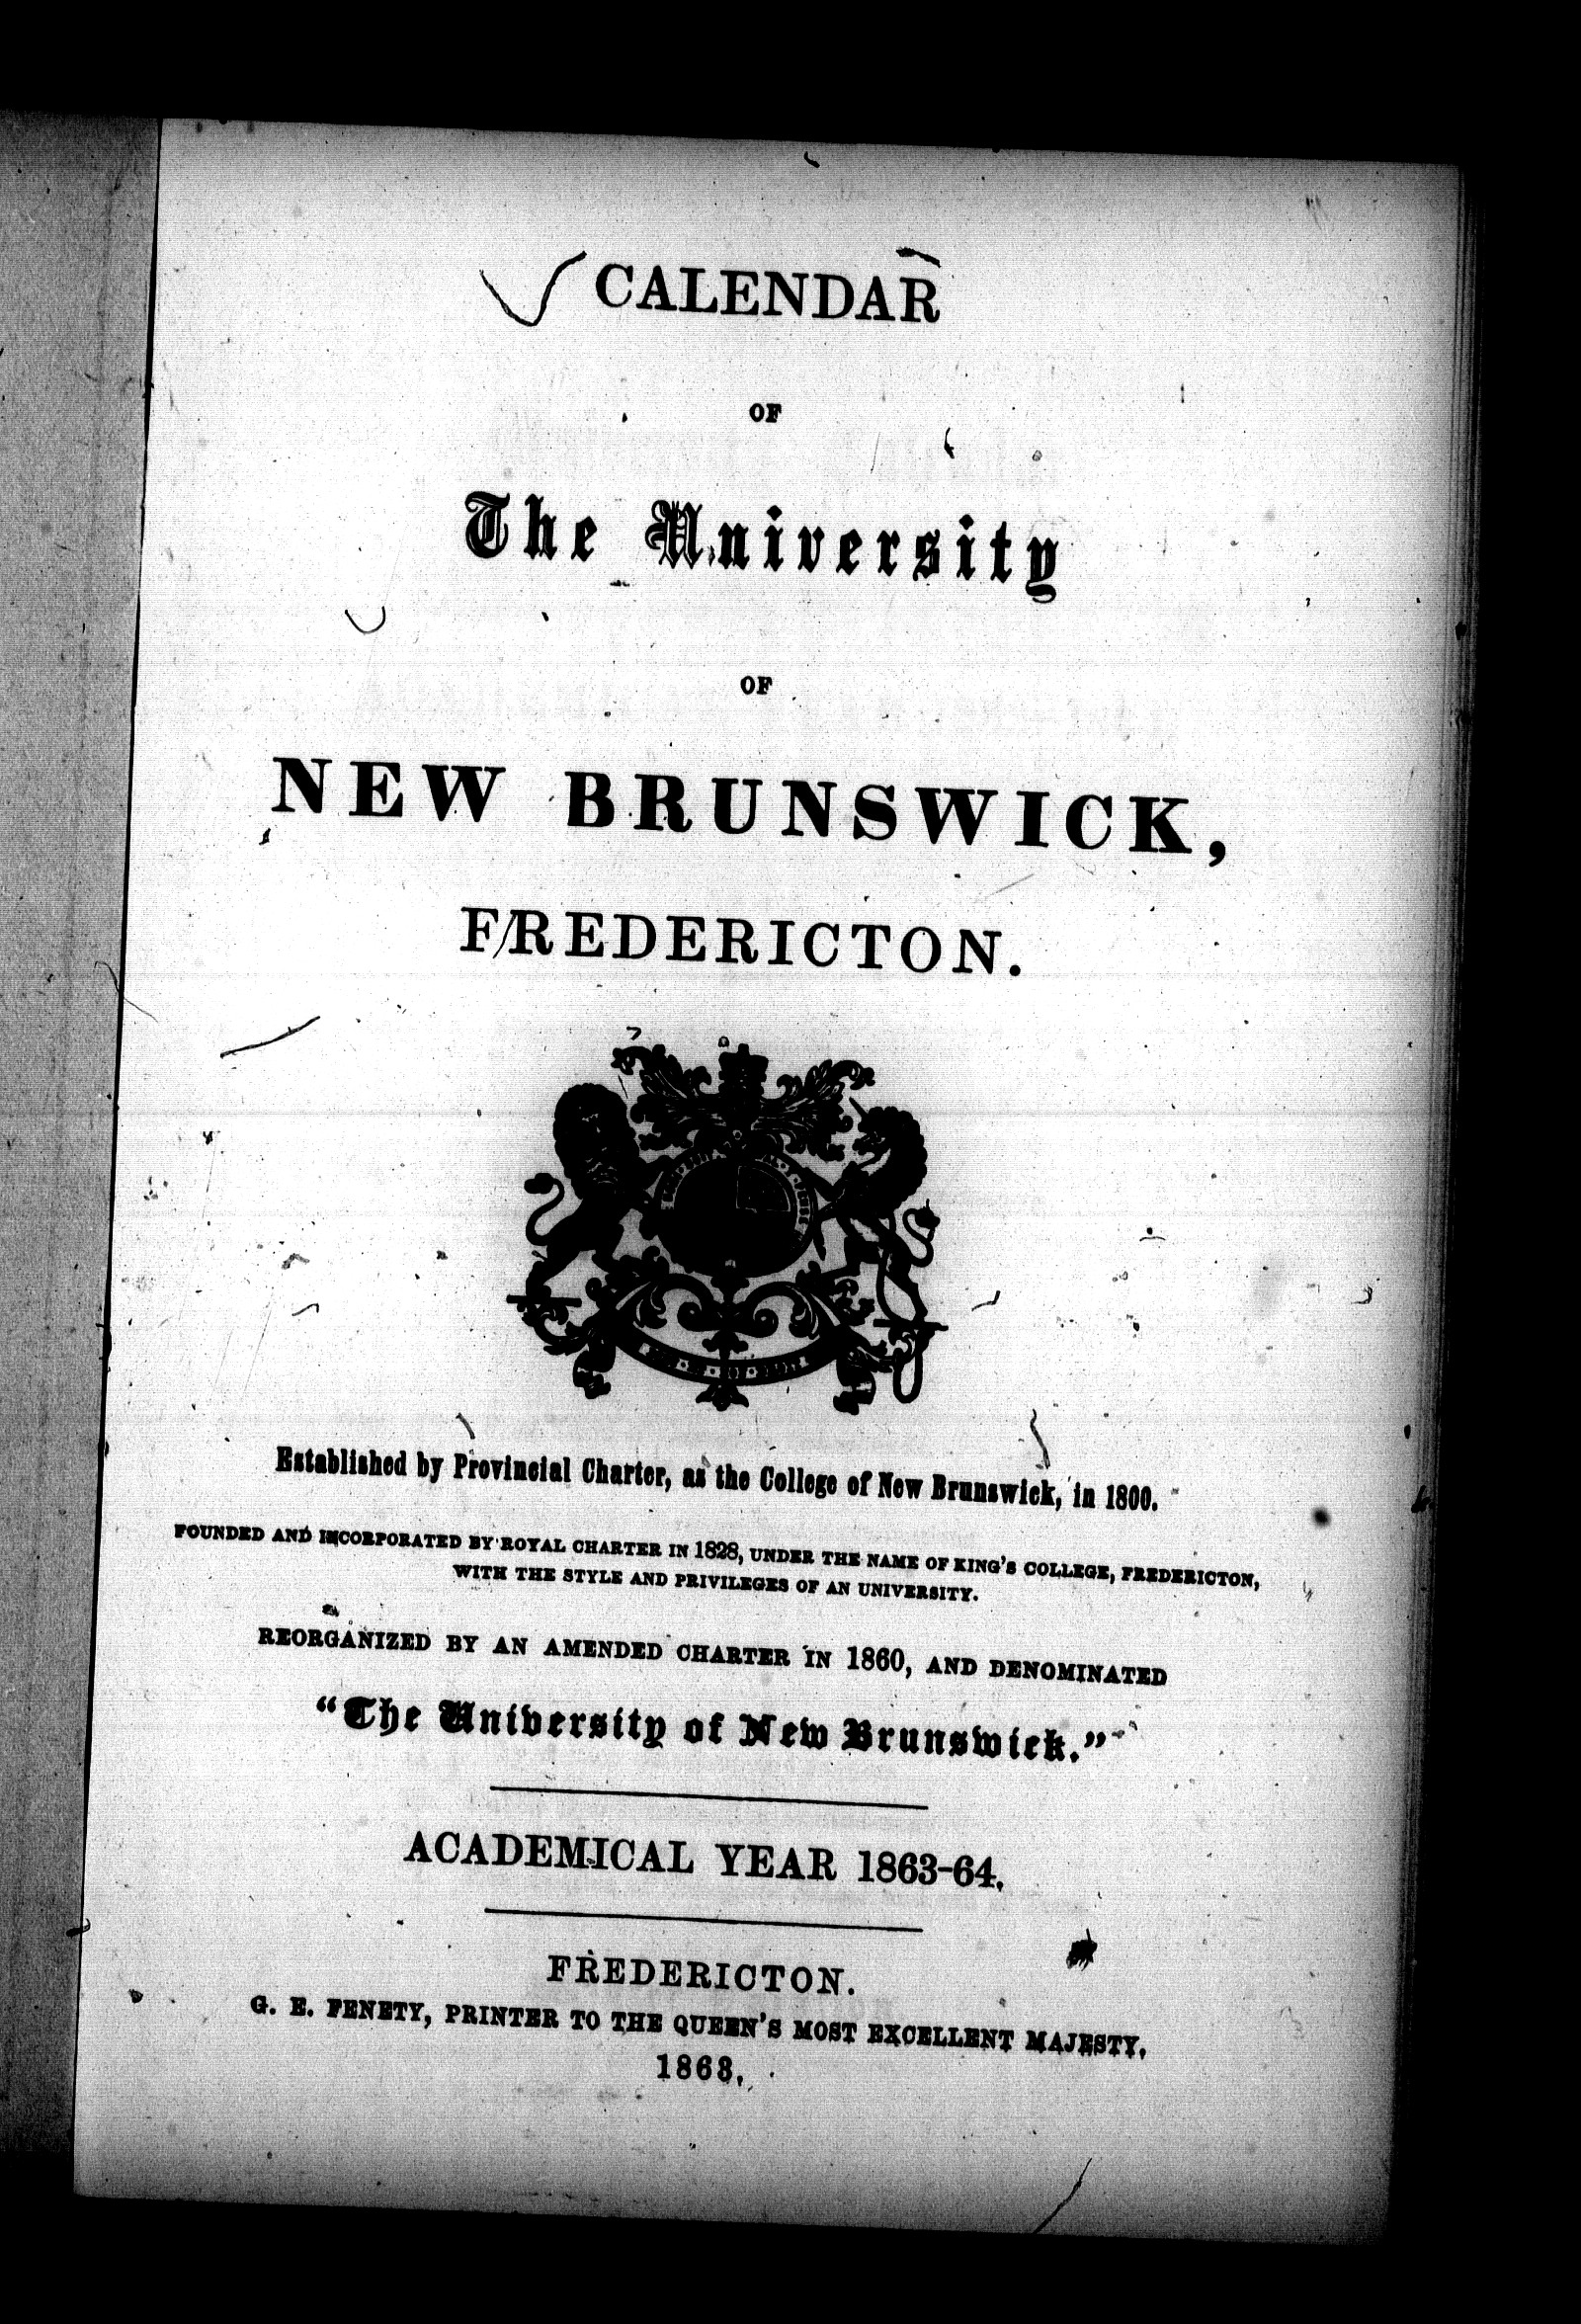 CALENDAR
OF
The University
OF
NEW BRUNSWICK,
FREDERICTON.
Established by Provincial Charter, as the College of New Brunswick, in 1800.
FOUNDED AND INCORPORATED BY ROYAL CHARTER IN 1828, UNDER THE NAME OF KING'S COLLEGE, FREDERICTON,
WITH THE STYLE AND PRIVILEGES OF AN UNIVERSITY.
REORGANIZED BY AN AMENDED CHARTER IN 1860, AND DENOMINATED
"The University of New Brunswick."
ACADEMICAL YEAR 1863-64.
FREDERICTON.
G. E. FENETY, PRINTER TO THE QUEEN'S MOST EXCELLENT MAJESTY.
1863.